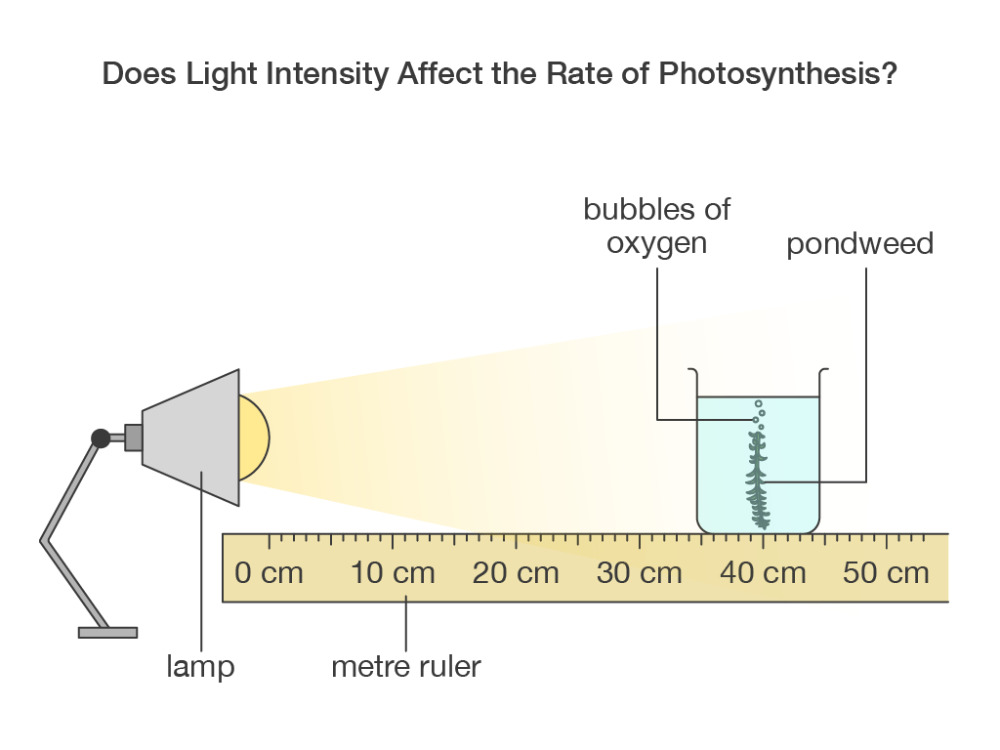 Does Light Intensity Affect the Rate of Photosynthesis?
bubbles of
oxygen
pondweed
0 cm
10 cm
20 cm
30 cm
40 cm
50 cm
lamp
metre ruler